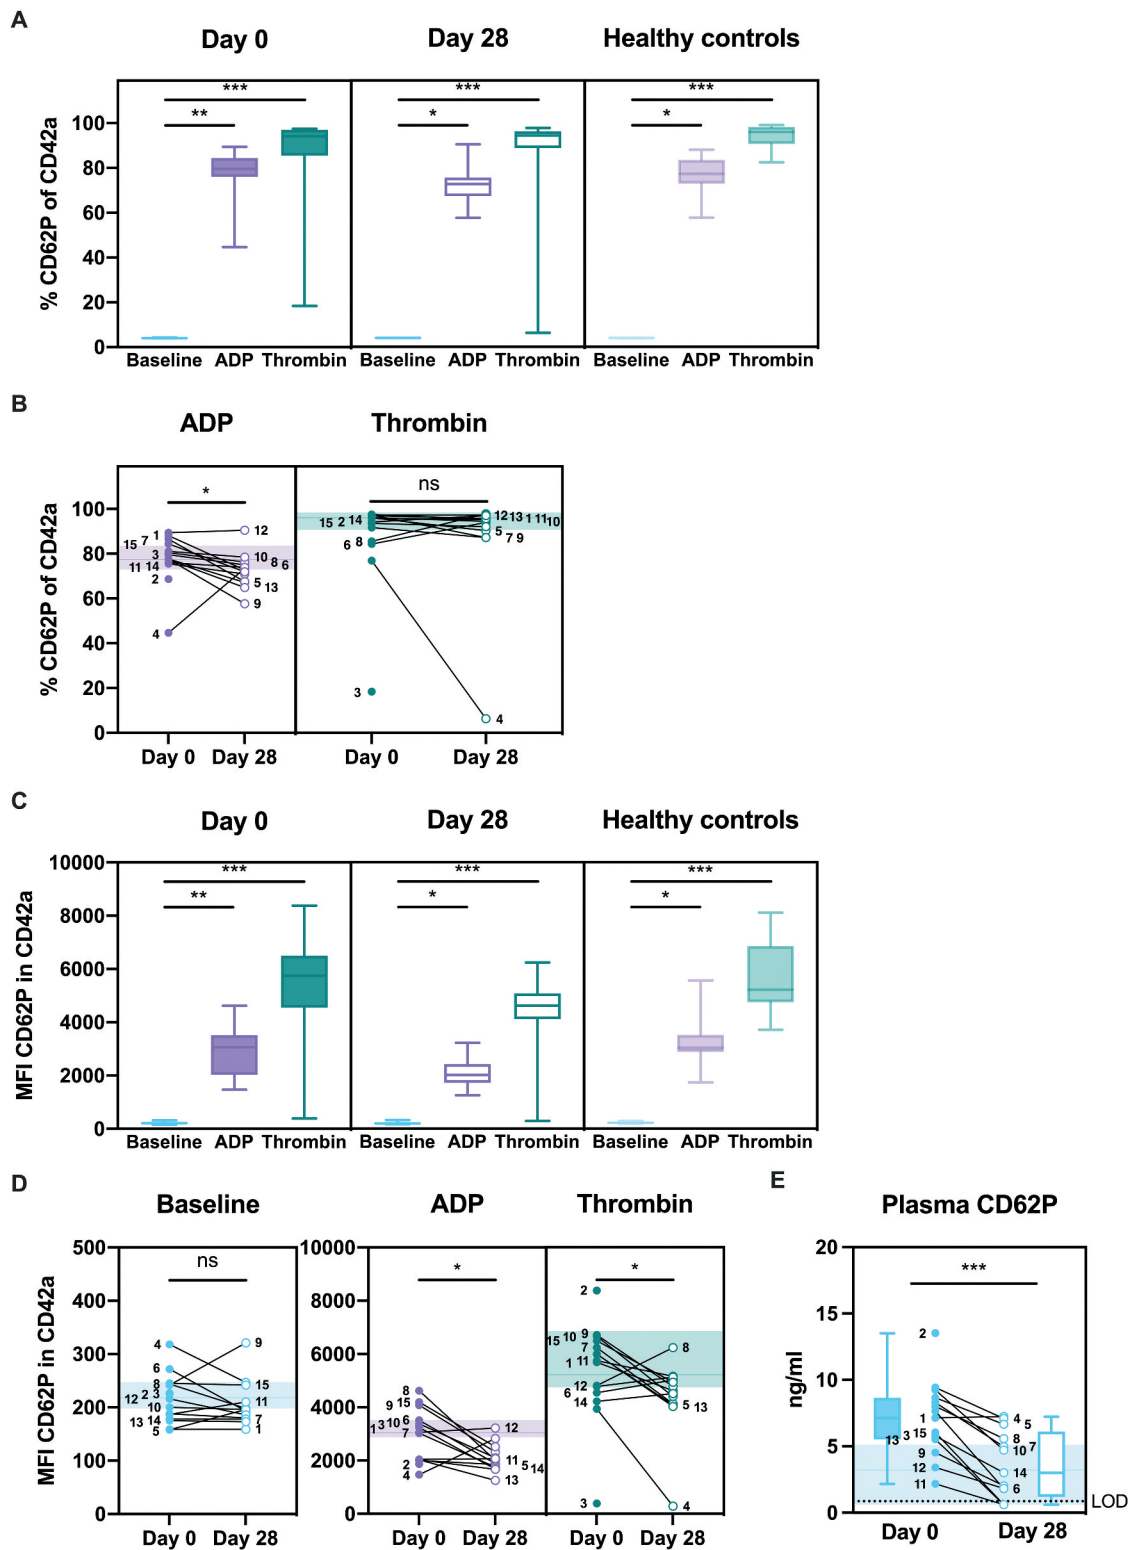 A
Day 0 Day 28 Healthy controls
% CD62P of CD42a
*** *** ***
** * *
100
80
60
40
20
0
Baseline ADP Thrombin Baseline ADP Thrombin Baseline ADP Thrombin
B
ADP Thrombin
% CD62P of CD42a
* ns
100
80
60
40
20
0
1 12
15 7
3 10 8 6
11 14
2 5 13
9
4
15 2 14 12 13 1 11 10
5
6 8 7 9
3
4
Day 0 Day 28 Day 0 Day 28
C
Day 0 Day 28 Healthy controls
MFI CD62P in CD42a
*** *** ***
** * *
10000
8000
6000
4000
2000
0
Baseline ADP Thrombin Baseline ADP Thrombin Baseline ADP Thrombin
D
Baseline ADP Thrombin
MFI CD62P in CD42a
ns * *
500
400
300
200
100
0
4 9
6
8 15
12 2 3
10 11
13 14 7
5 1
Day 0 Day 28
10000
8000
6000
4000
2000
0
8
9 15
6
13 10 12
7
2 11 5 14
4 13
Day 0 Day 28
2
15 10 9
7 8
1 11
12
6 5 13
14
3 4
Day 0 Day 28
E
Plasma CD62P
ng/ml
***
20
15
10
5
0
2
1 4 5
13 3 15 8
9 10 7
12 14
11 6
LOD
Day 0 Day 28